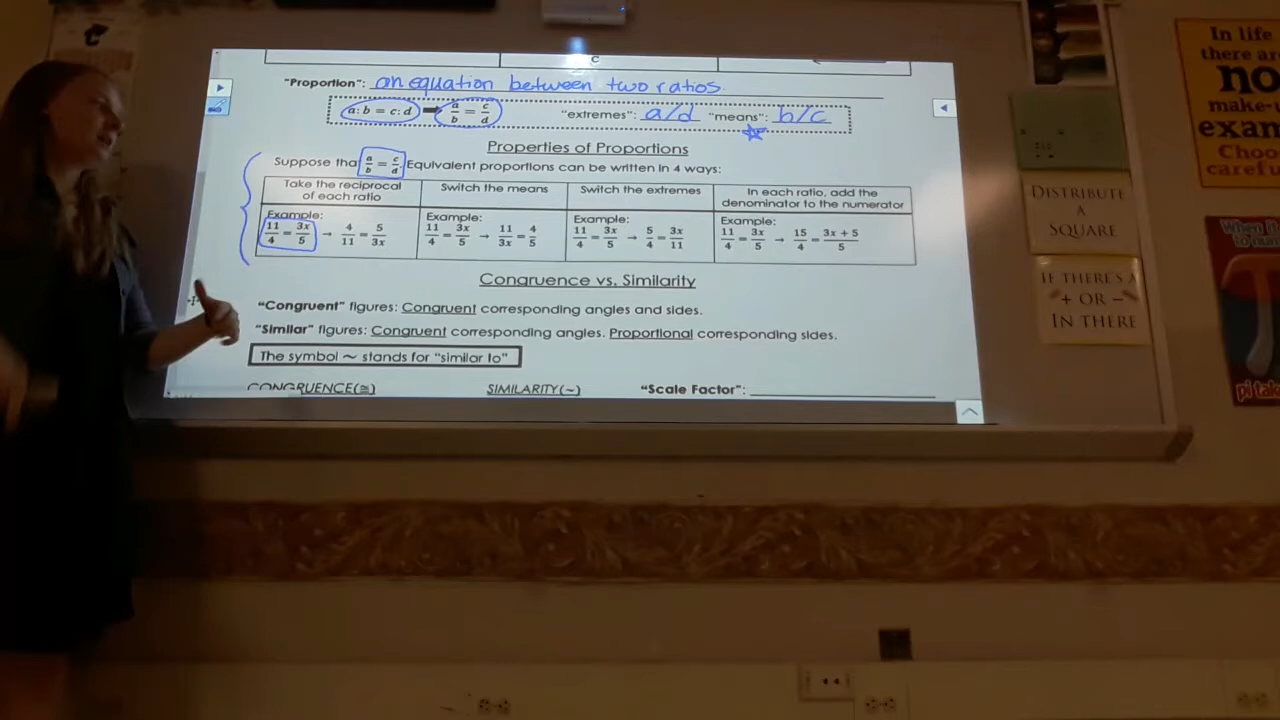 c
"Proportion": an equation between two ratios.
a:b = c:d ➡ a/b = c/d "extremes": a/d "means": b/c
Properties of Proportions
Suppose that a/b = c/d. Equivalent proportions can be written in 4 ways:
Take the reciprocal of each ratio
Switch the means
Switch the extremes
In each ratio, add the denominator to the numerator
Example:
11/4 = 3x/5 → 4/11 = 5/3x
Example:
11/4 = 3x/5 → 11/3x = 4/5
Example:
11/4 = 3x/5 → 5/4 = 3x/11
Example:
11/4 = 3x/5 → 15/4 = 3x + 5/5
Congruence vs. Similarity
"Congruent" figures: Congruent corresponding angles and sides.
"Similar" figures: Congruent corresponding angles. Proportional corresponding sides.
The symbol ~ stands for "similar to"
CONGRUENCE(≅) SIMILARITY(~) "Scale Factor":
In life
there are
no
make-
exam
Choo
careful
DISTRIBUTE
A
SQUARE
IF THERE'S A
+ OR −
IN THERE
When
pi